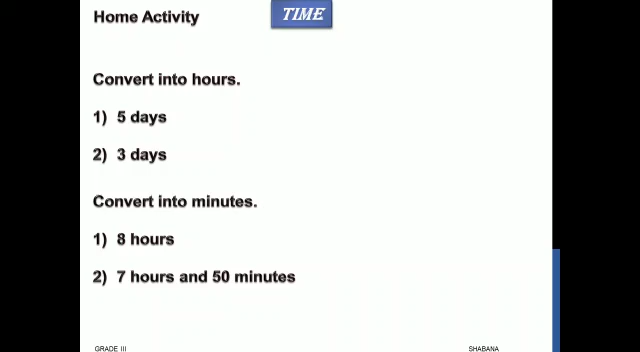 Home Activity
TIME
Convert into hours.
1) 5 days
2) 3 days
Convert into minutes.
1) 8 hours
2) 7 hours and 50 minutes
GRADE III
SHABANA